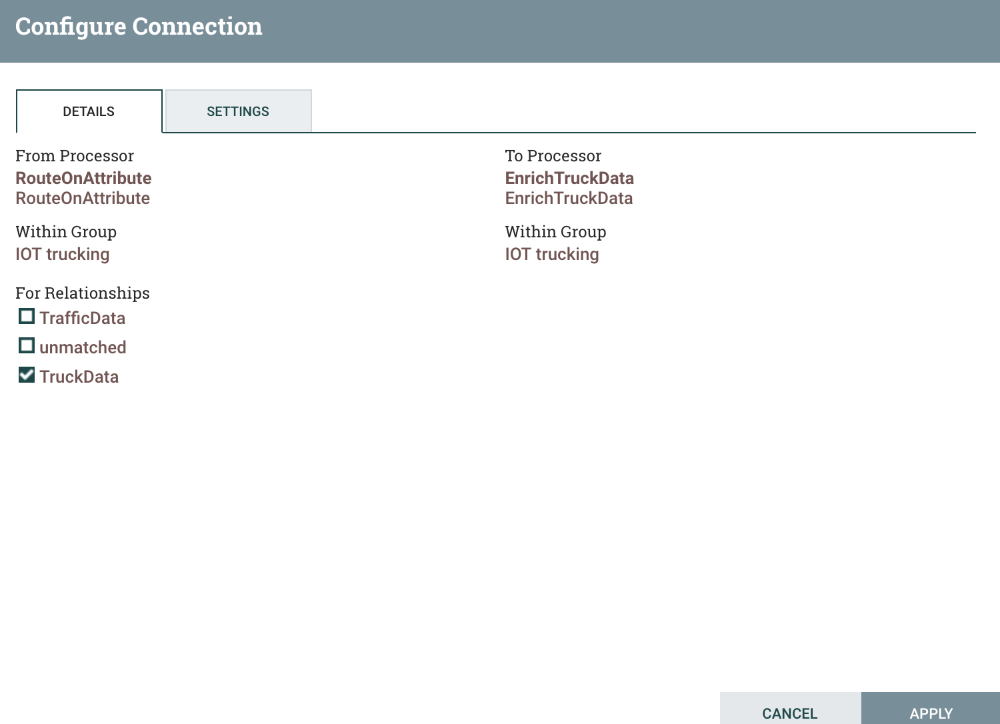 Configure Connection
DETAILS
SETTINGS
From Processor
RouteOnAttribute
RouteOnAttribute
Within Group
IOT trucking
To Processor
EnrichTruckData
EnrichTruckData
Within Group
IOT trucking
For Relationships
TrafficData
unmatched
TruckData
CANCEL
APPLY